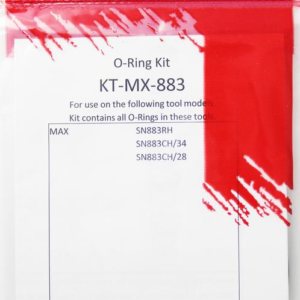 O-Ring Kit
KT-MX-883
For use on the following tool models
Kit contains all O-Rings in these tools
MAX SN883RH
SN883CH/34
SN883CH/28